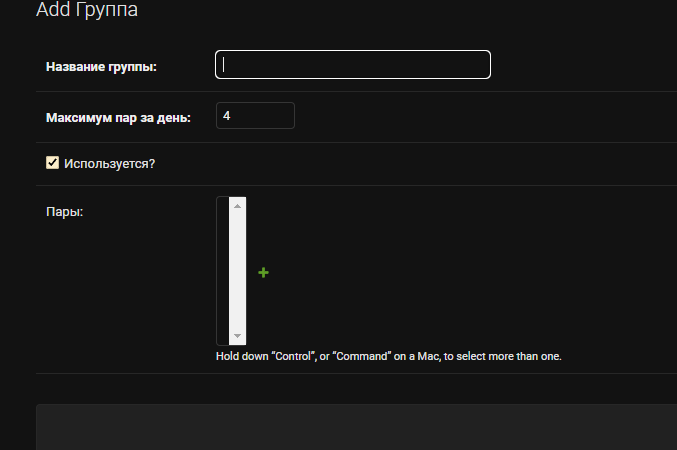 Add Группа
Название группы:
Максимум пар за день: 4
Используется?
Пары:
Hold down “Control”, or “Command” on a Mac, to select more than one.